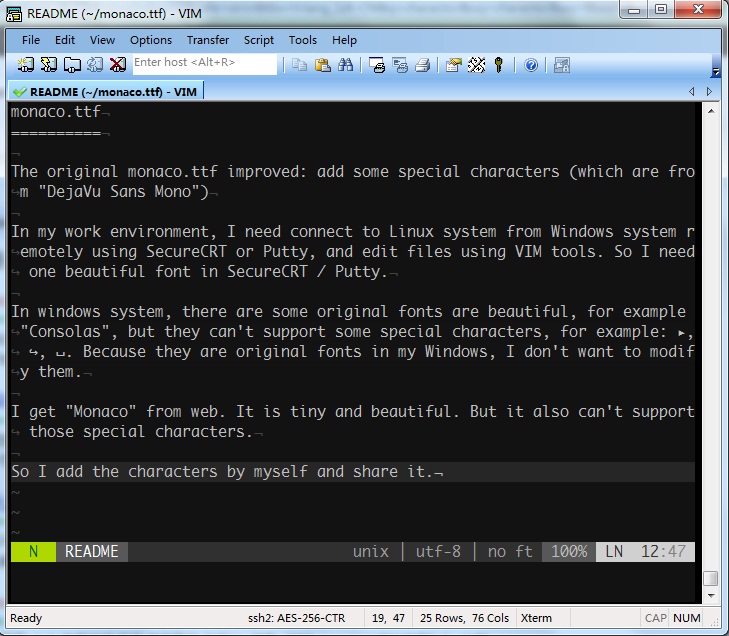 README (~/monaco.ttf) - VIM
File Edit View Options Transfer Script Tools Help
Enter host <Alt+R>
README (~/monaco.ttf) - VIM
monaco.ttf¬
==========¬
¬
The original monaco.ttf improved: add some special characters (which are fro
↪m "DejaVu Sans Mono")¬
¬
In my work environment, I need connect to Linux system from Windows system r
↪emotely using SecureCRT or Putty, and edit files using VIM tools. So I need
↪ one beautiful font in SecureCRT / Putty.¬
¬
In windows system, there are some original fonts are beautiful, for example
↪"Consolas", but they can't support some special characters, for example: ▸,
↪ ↪, ␣. Because they are original fonts in my Windows, I don't want to modif
↪y them.¬
¬
I get "Monaco" from web. It is tiny and beautiful. But it also can't support
↪ those special characters.¬
¬
So I add the characters by myself and share it.¬
~
~
~
N README unix | utf-8 | no ft 100% LN 12:47
Ready ssh2: AES-256-CTR 19, 47 25 Rows, 76 Cols Xterm CAP NUM